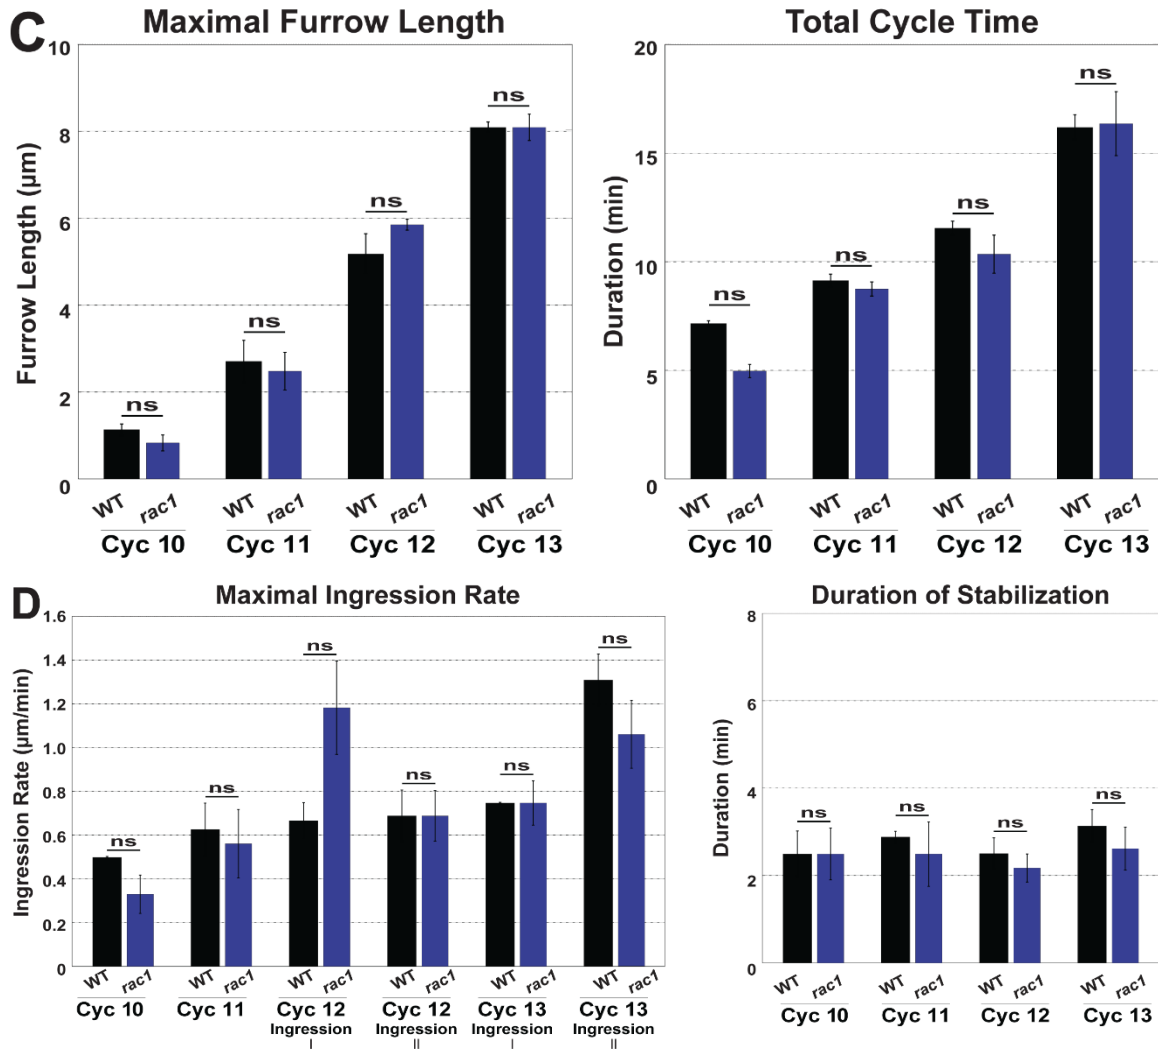 C
Maximal Furrow Length
Furrow Length (µm)
10
8
6
4
2
0
ns
ns
ns
ns
WT rac1 WT rac1 WT rac1 WT rac1
Cyc 10 Cyc 11 Cyc 12 Cyc 13
Total Cycle Time
Duration (min)
20
15
10
5
0
ns
ns
ns
ns
WT rac1 WT rac1 WT rac1 WT rac1
Cyc 10 Cyc 11 Cyc 12 Cyc 13
D
Maximal Ingression Rate
Ingression Rate (µm/min)
1.6
1.4
1.2
1.0
0.8
0.6
0.4
0.2
0
ns
ns
ns
ns
ns
ns
WT rac1 WT rac1 WT rac1 WT rac1 WT rac1 WT rac1
Cyc 10 Cyc 11 Cyc 12 Cyc 12 Cyc 13 Cyc 13
Ingression Ingression Ingression Ingression
I II I II
Duration of Stabilization
Duration (min)
8
6
4
2
0
ns
ns
ns
ns
WT rac1 WT rac1 WT rac1 WT rac1
Cyc 10 Cyc 11 Cyc 12 Cyc 13